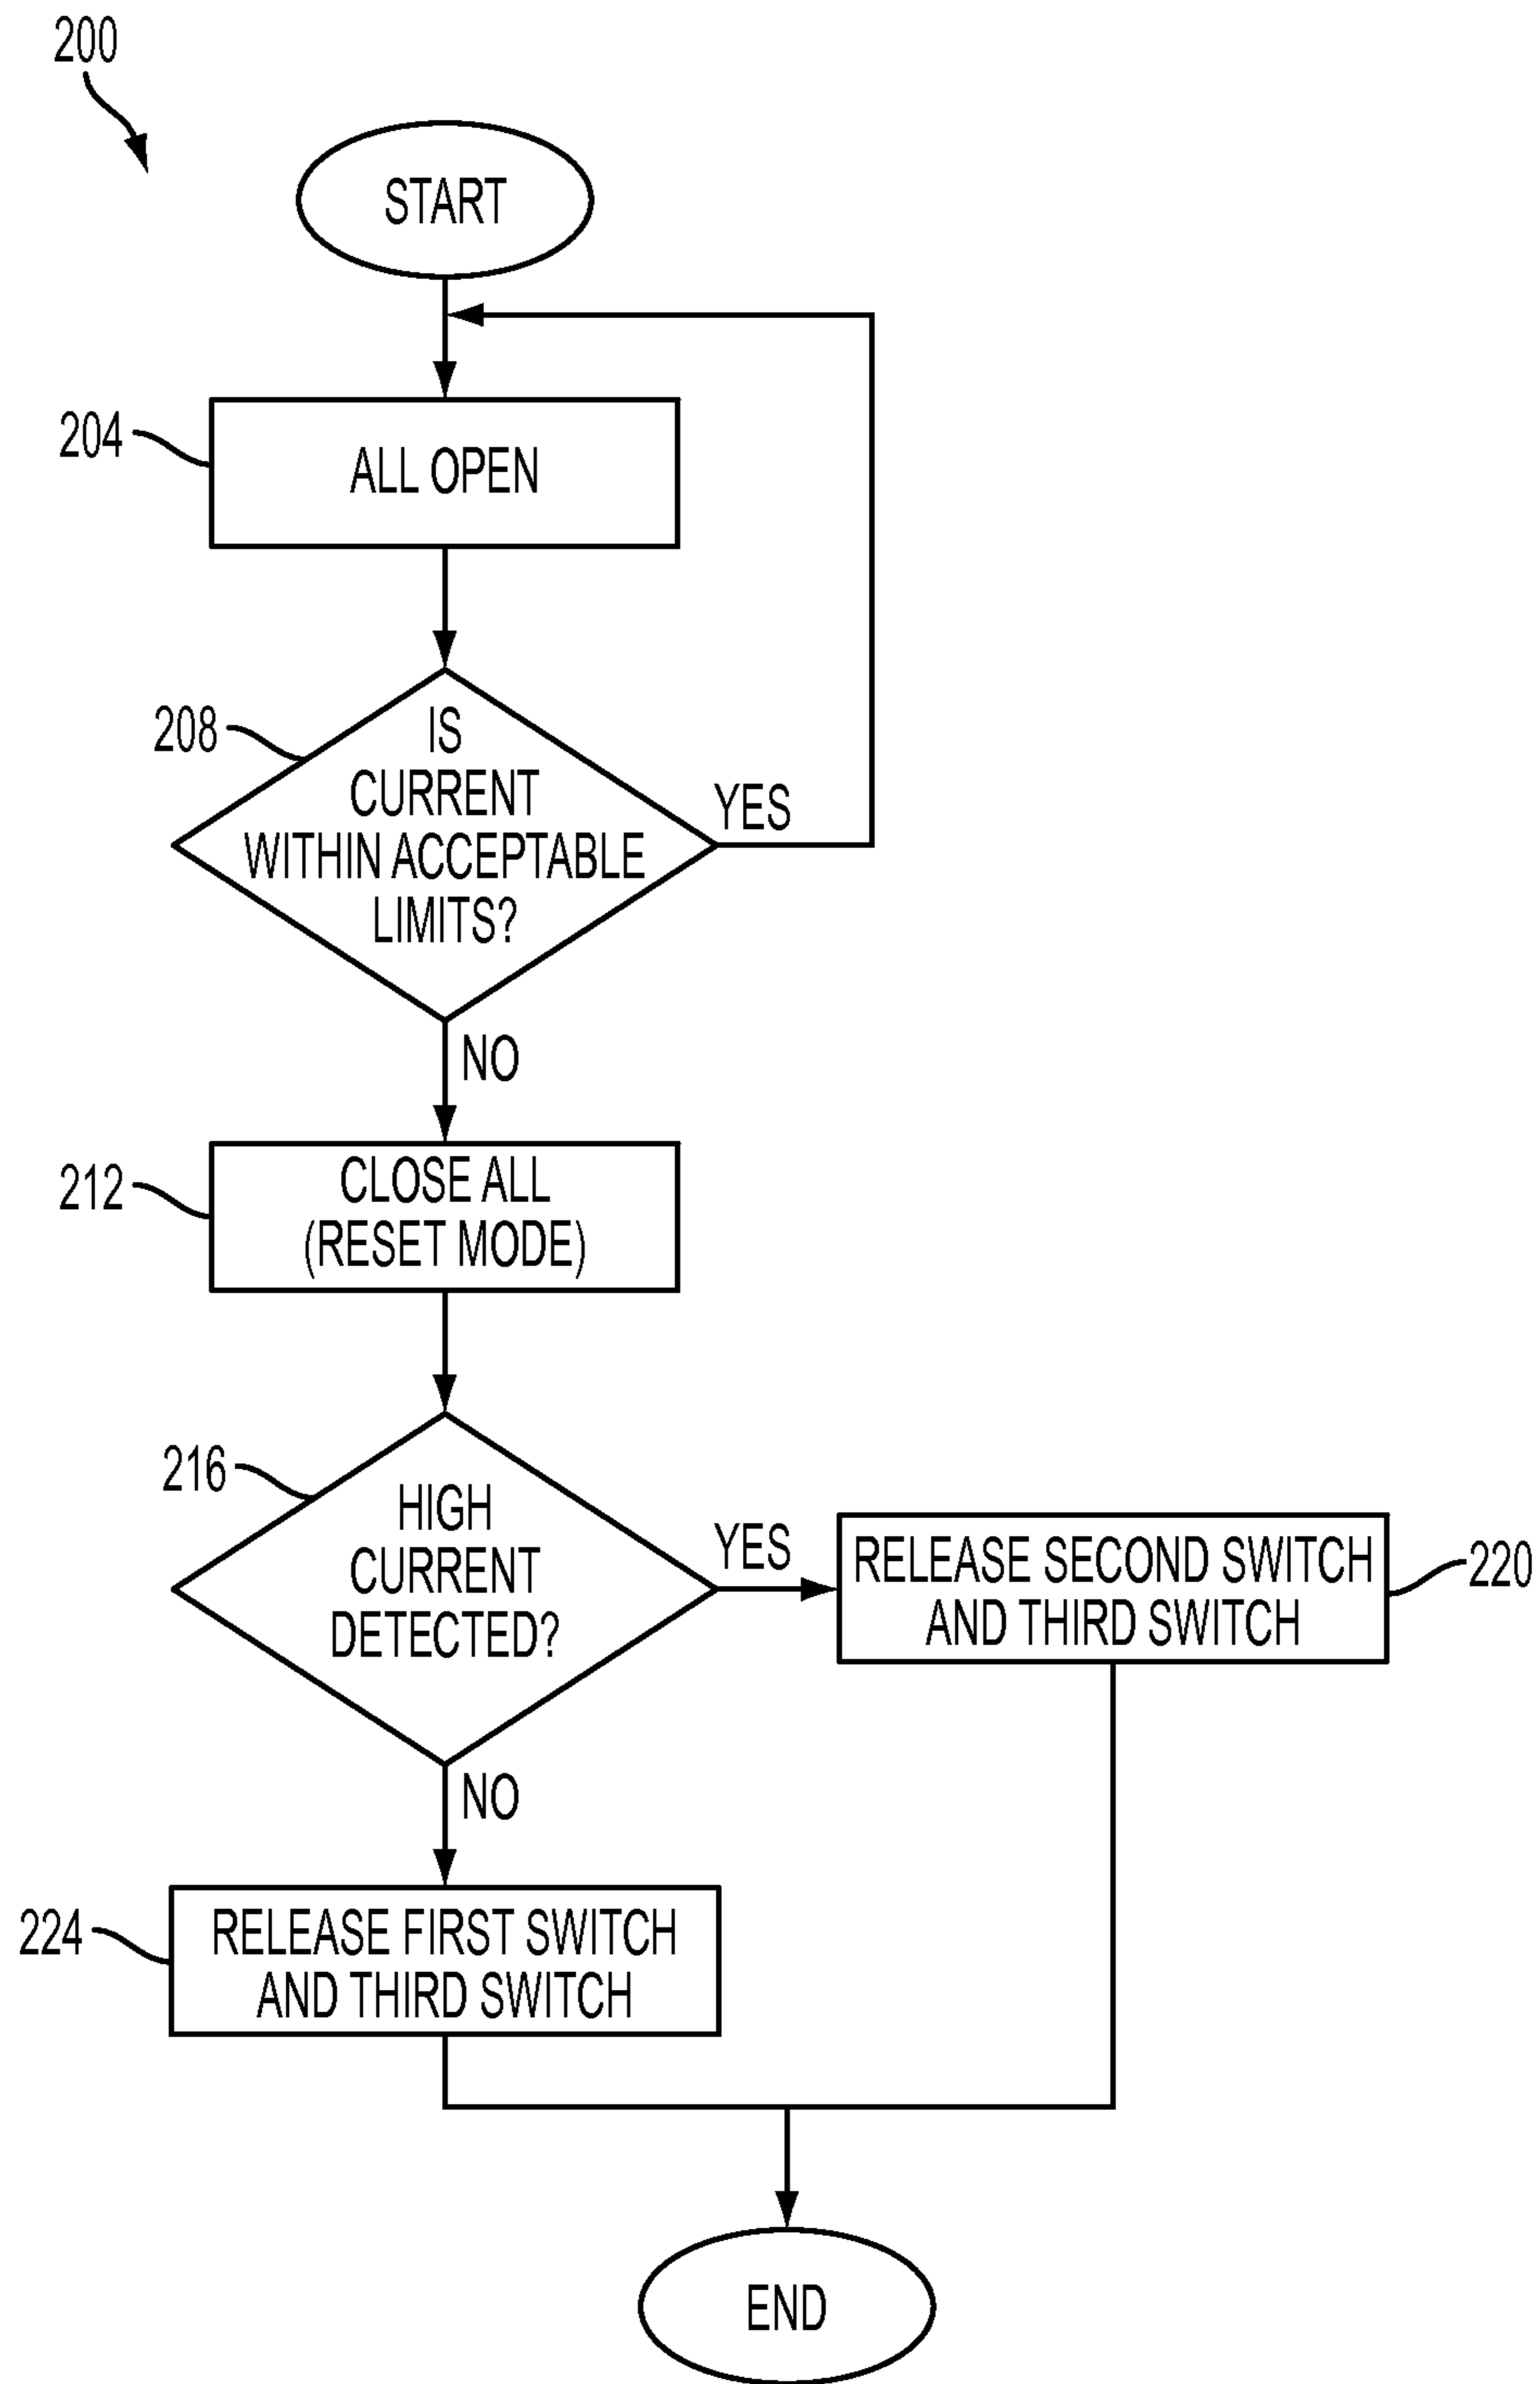 200
START
204
ALL OPEN
208
IS
CURRENT
WITHIN ACCEPTABLE
LIMITS?
YES
NO
212
CLOSE ALL
(RESET MODE)
216
HIGH
CURRENT
DETECTED?
YES
RELEASE SECOND SWITCH
AND THIRD SWITCH
220
NO
224
RELEASE FIRST SWITCH
AND THIRD SWITCH
END